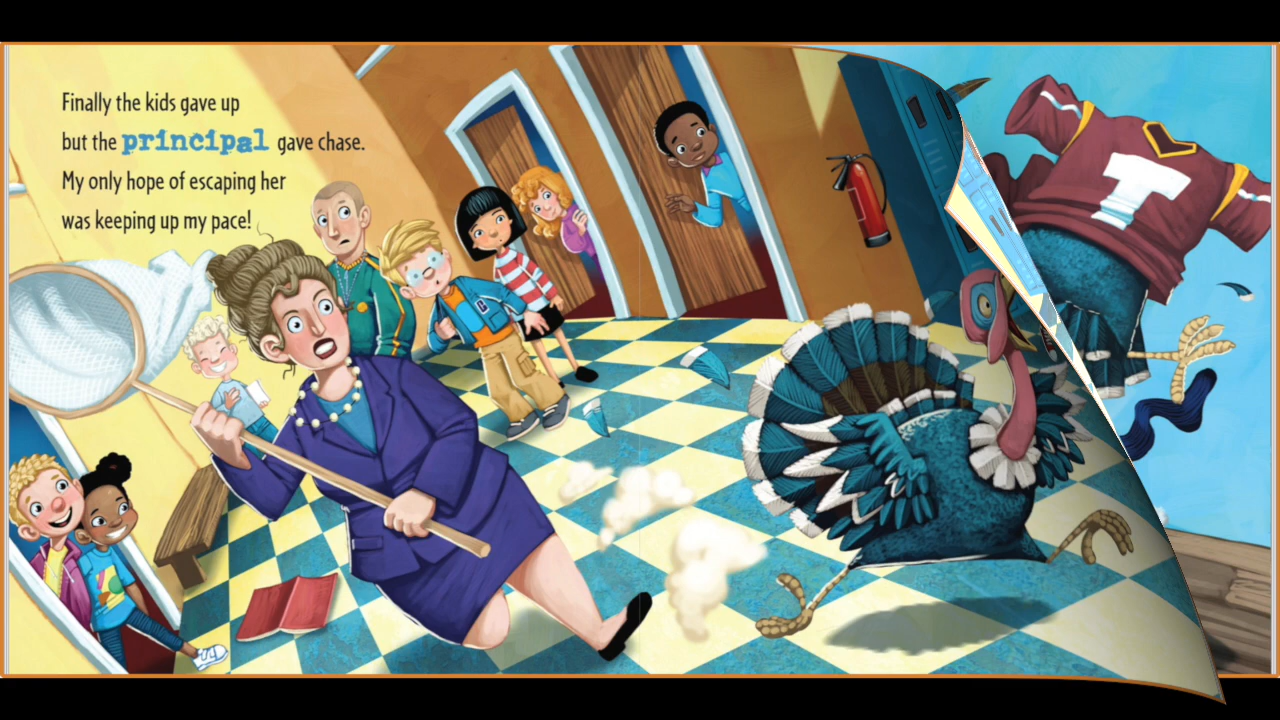 Finally the kids gave up
but the principal gave chase.
My only hope of escaping her
was keeping up my pace!
T